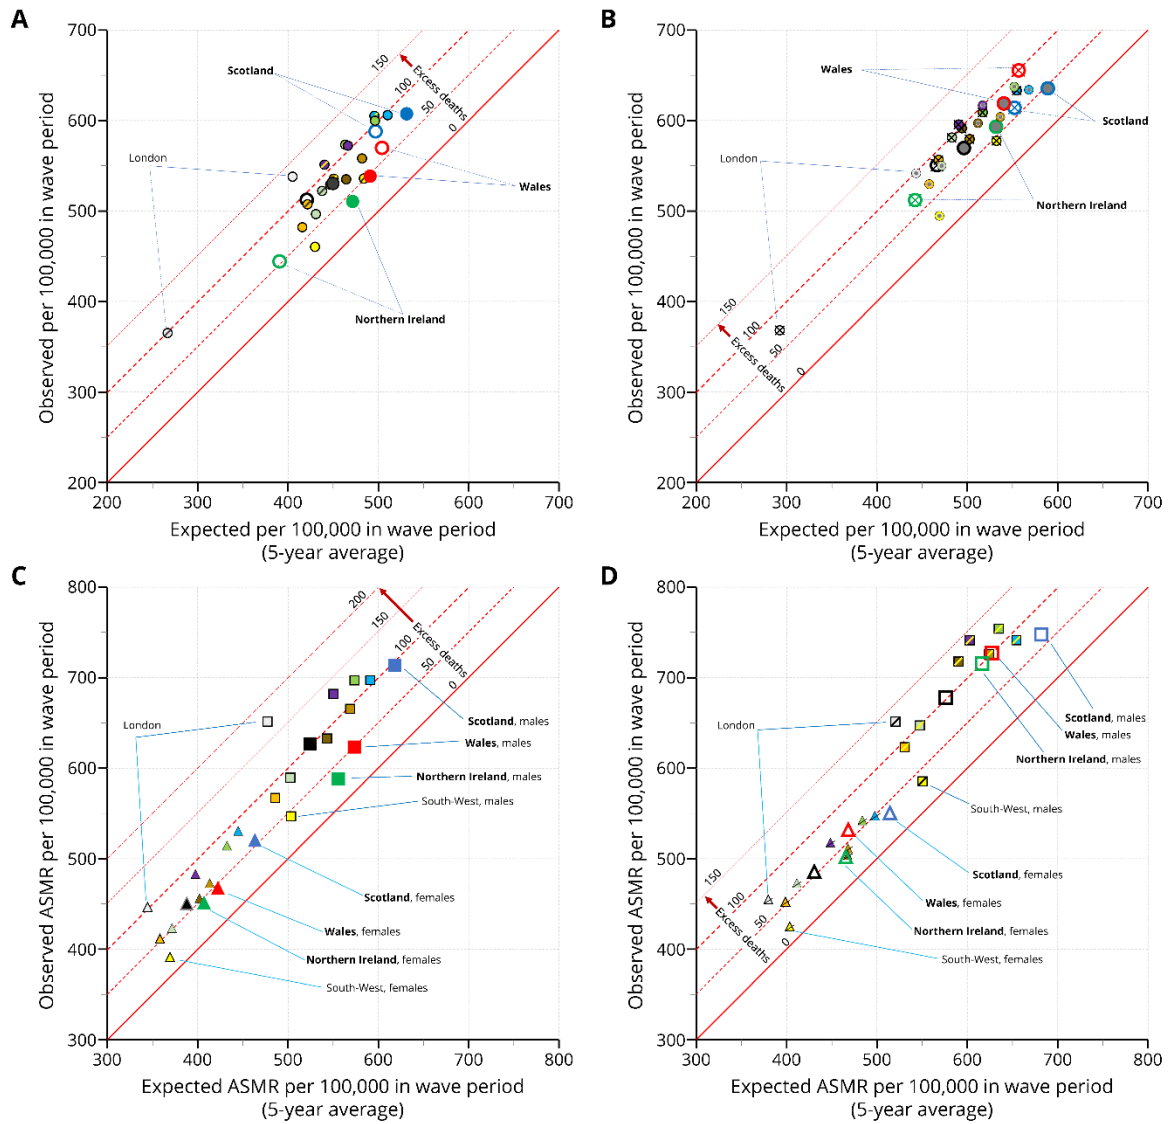 A
700
600
500
400
300
200
200
300
400
500
600
700
Observed per 100,000 in wave period
Expected per 100,000 in wave period
(5-year average)
150
100
50
0
Excess deaths
Scotland
London
Wales
Northern Ireland
B
700
600
500
400
300
200
200
300
400
500
600
700
Observed per 100,000 in wave period
Expected per 100,000 in wave period
(5-year average)
Wales
Scotland
London
Northern Ireland
150
100
50
0
Excess deaths
C
800
700
600
500
400
300
300
400
500
600
700
800
Observed ASMR per 100,000 in wave period
Expected ASMR per 100,000 in wave period
(5-year average)
200
150
100
50
0
Excess deaths
London
Scotland, males
Wales, males
Northern Ireland, males
South-West, males
Scotland, females
Wales, females
Northern Ireland, females
South-West, females
D
800
700
600
500
400
300
300
400
500
600
700
800
Observed ASMR per 100,000 in wave period
Expected ASMR per 100,000 in wave period
(5-year average)
London
Scotland, males
Wales, males
Northern Ireland, males
South-West, males
Scotland, females
Wales, females
Northern Ireland, females
South-West, females
150
100
50
0
Excess deaths